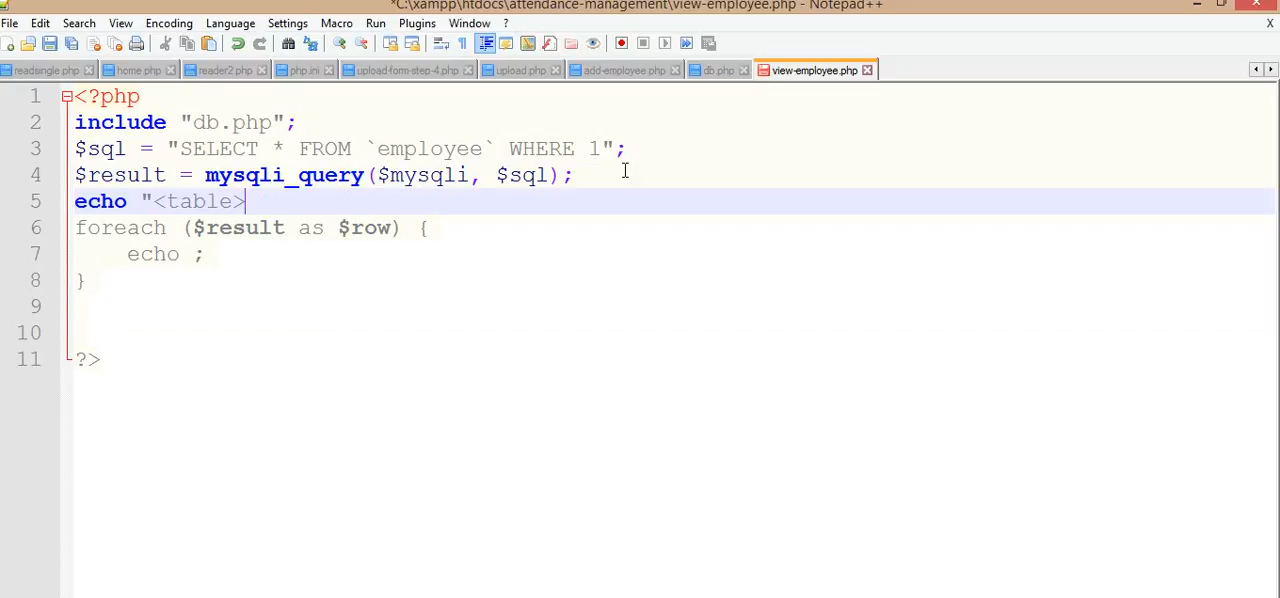 *C:\xampp\htdocs\attendance-management\view-employee.php - Notepad++
File Edit Search View Encoding Language Settings Macro Run Plugins Window ? X
readsingle.php home.php reader2.php php.ini upload-form-step-4.php upload.php add-employee.php db.php view-employee.php
1 <?php
2 include "db.php";
3 $sql = "SELECT * FROM `employee` WHERE 1";
4 $result = mysqli_query($mysqli, $sql);
5 echo "<table>
6 foreach ($result as $row) {
7 echo ;
8 }
9
10
11 ?>